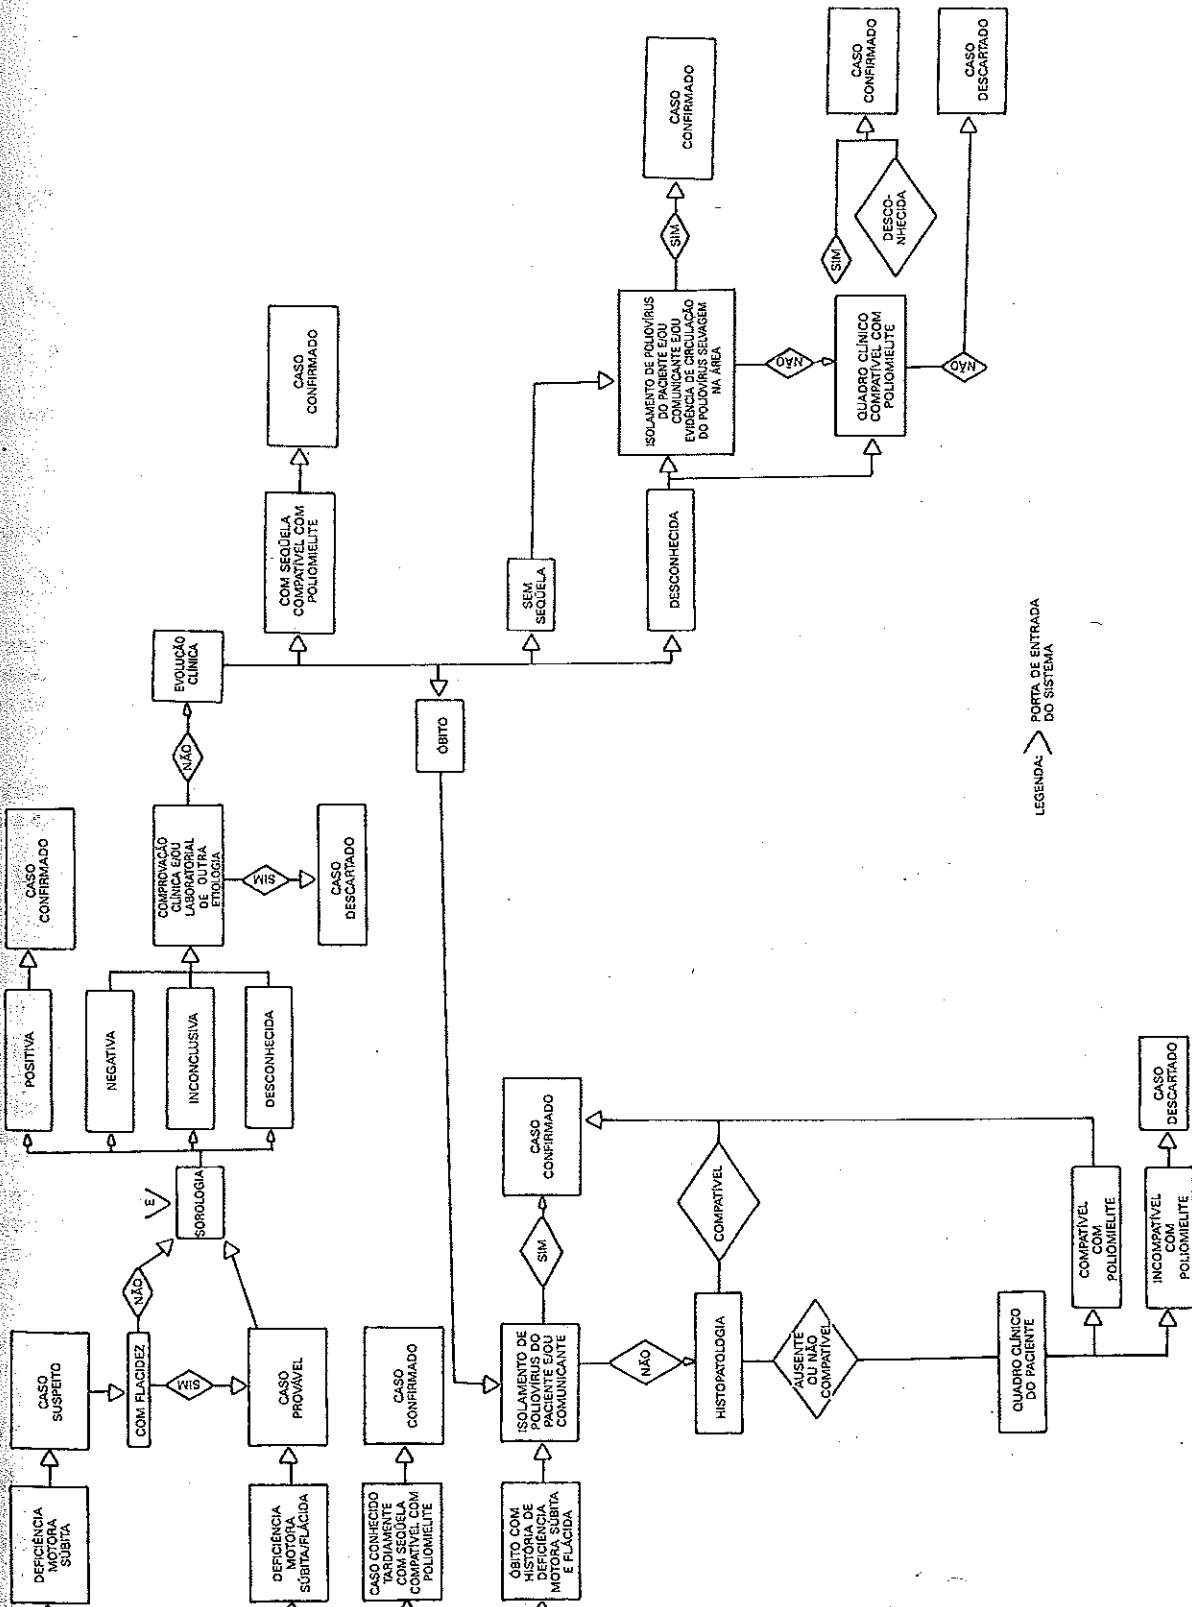 DEFICIÊNCIA
MOTORA
SÚBITA
CASO
SUSPEITO
COM FLACIDEZ
NÃO
SIM
DEFICIÊNCIA
MOTORA
SÚBITA/FLÁCIDA
CASO
PROVÁVEL
E
SOROLOGIA
POSITIVA
NEGATIVA
INCONCLUSIVA
DESCONHECIDA
CASO
CONFIRMADO
COMPROVAÇÃO
CLÍNICA E/OU
LABORATORIAL
DE OUTRA
ETIOLOGIA
SIM
CASO
DESCARTADO
NÃO
EVOLUÇÃO
CLÍNICA
COM SEQÜELA
COMPATÍVEL COM
POLIOMIELITE
CASO
CONFIRMADO
ÓBITO
SEM
SEQÜELA
DESCONHECIDA
ISOLAMENTO DE POLIOVÍRUS
DO PACIENTE E/OU
COMUNICANTE E/OU
EVIDÊNCIA DE CIRCULAÇÃO
DO POLIOVÍRUS SELVAGEM
NA ÁREA
SIM
CASO
CONFIRMADO
NÃO
QUADRO CLÍNICO
COMPATÍVEL COM
POLIOMIELITE
SIM
DESCO-
NHECIDA
CASO
CONFIRMADO
NÃO
CASO
DESCARTADO
CASO CONHECIDO
TARDIAMENTE
COM SEQÜELA
COMPATÍVEL COM
POLIOMIELITE
CASO
CONFIRMADO
ÓBITO COM
HISTÓRIA DE
DEFICIÊNCIA
MOTORA SÚBITA
E FLÁCIDA
ISOLAMENTO DE
POLIOVÍRUS DO
PACIENTE E/OU
COMUNICANTE
SIM
CASO
CONFIRMADO
NÃO
HISTOPATOLOGIA
COMPATÍVEL
AUSENTE
OU NÃO
COMPATÍVEL
QUADRO CLÍNICO
DO PACIENTE
COMPATÍVEL
COM
POLIOMIELITE
INCOMPATÍVEL
COM
POLIOMIELITE
CASO
DESCARTADO
LEGENDA: PORTA DE ENTRADA
DO SISTEMA